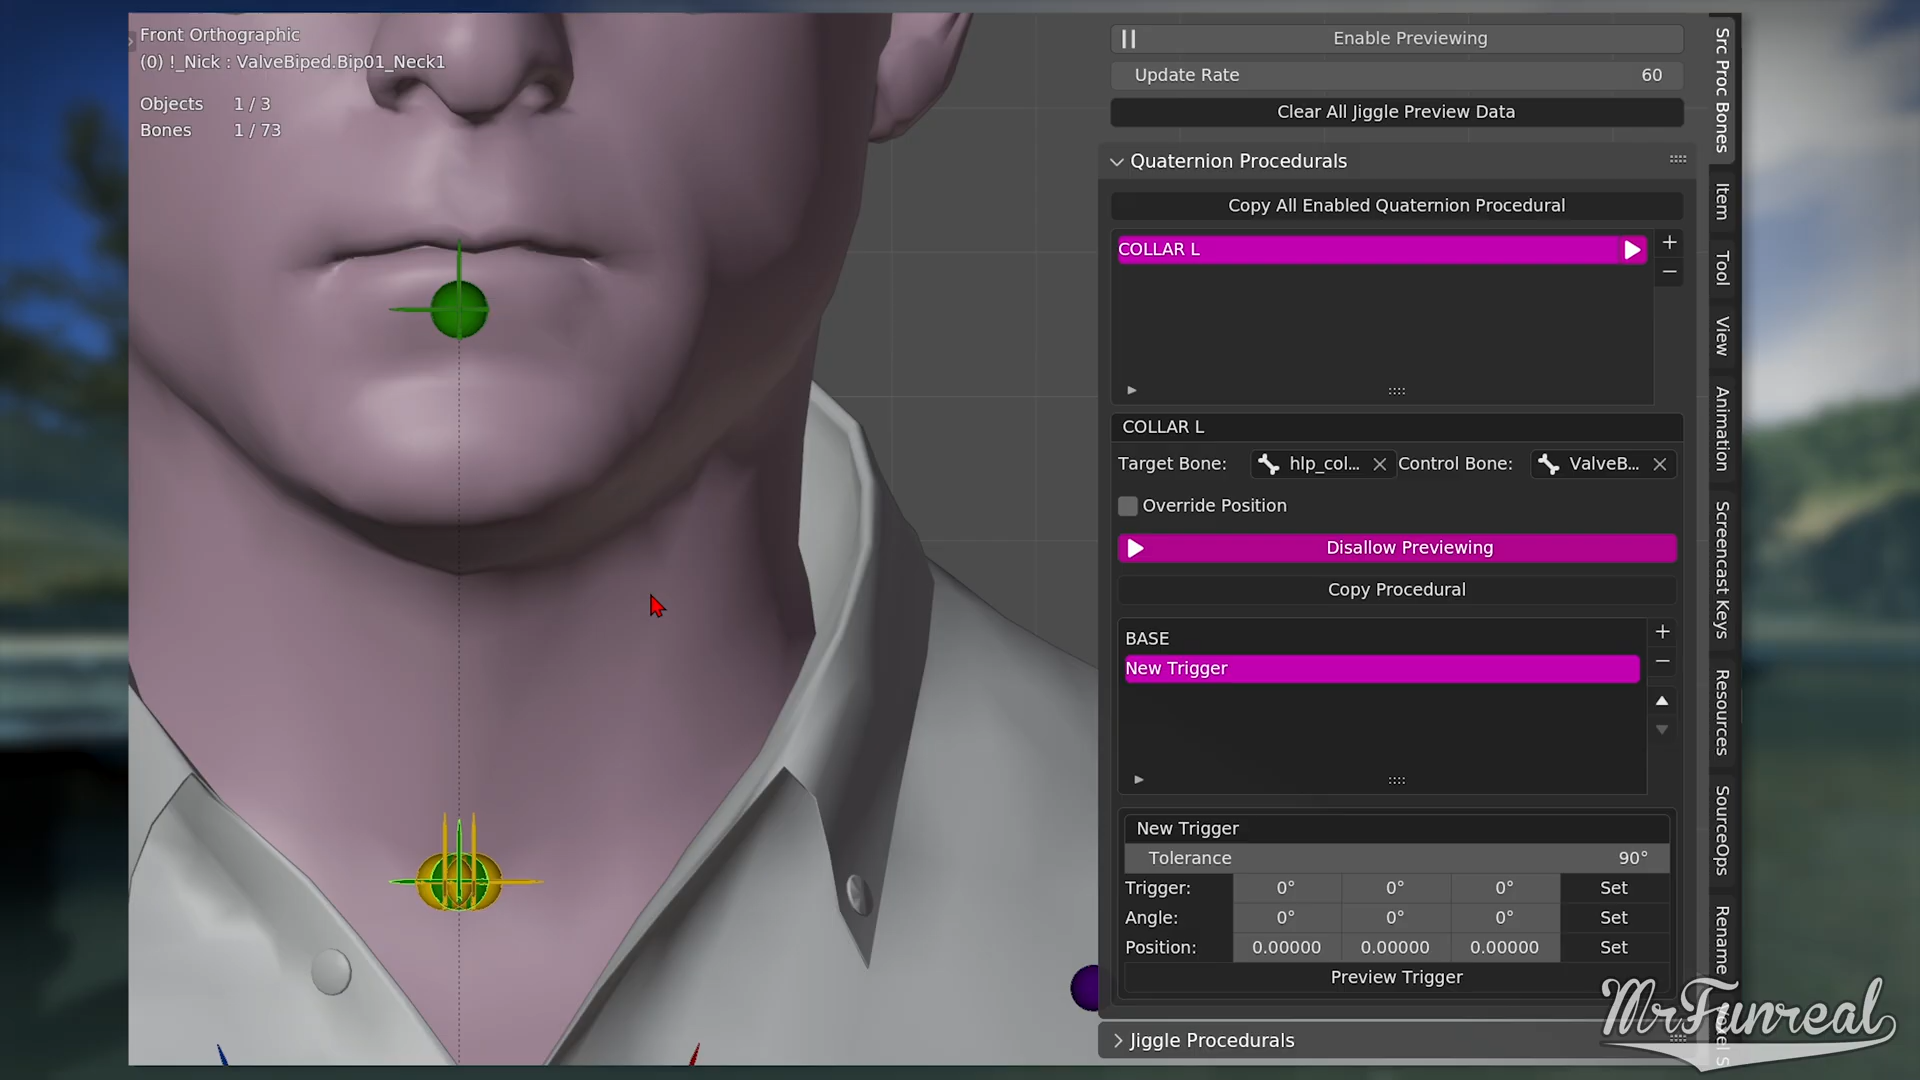 Front Orthographic
(0) !_Nick : ValveBiped.Bip01_Neck1
Objects 1 / 3
Bones 1 / 73
Enable Previewing
Update Rate 60
Clear All Jiggle Preview Data
Quaternion Procedurals
Copy All Enabled Quaternion Procedural
COLLAR L
COLLAR L
Target Bone: hlp_col... Control Bone: ValveB...
Override Position
Disallow Previewing
Copy Procedural
BASE
New Trigger
New Trigger
Tolerance 90°
Trigger: 0° 0° 0° Set
Angle: 0° 0° 0° Set
Position: 0.00000 0.00000 0.00000 Set
Preview Trigger
Jiggle Procedurals
Src Proc Bones
Item
Tool
View
Animation
Screencast Keys
Resources
SourceOps
Rename
MrFunreal